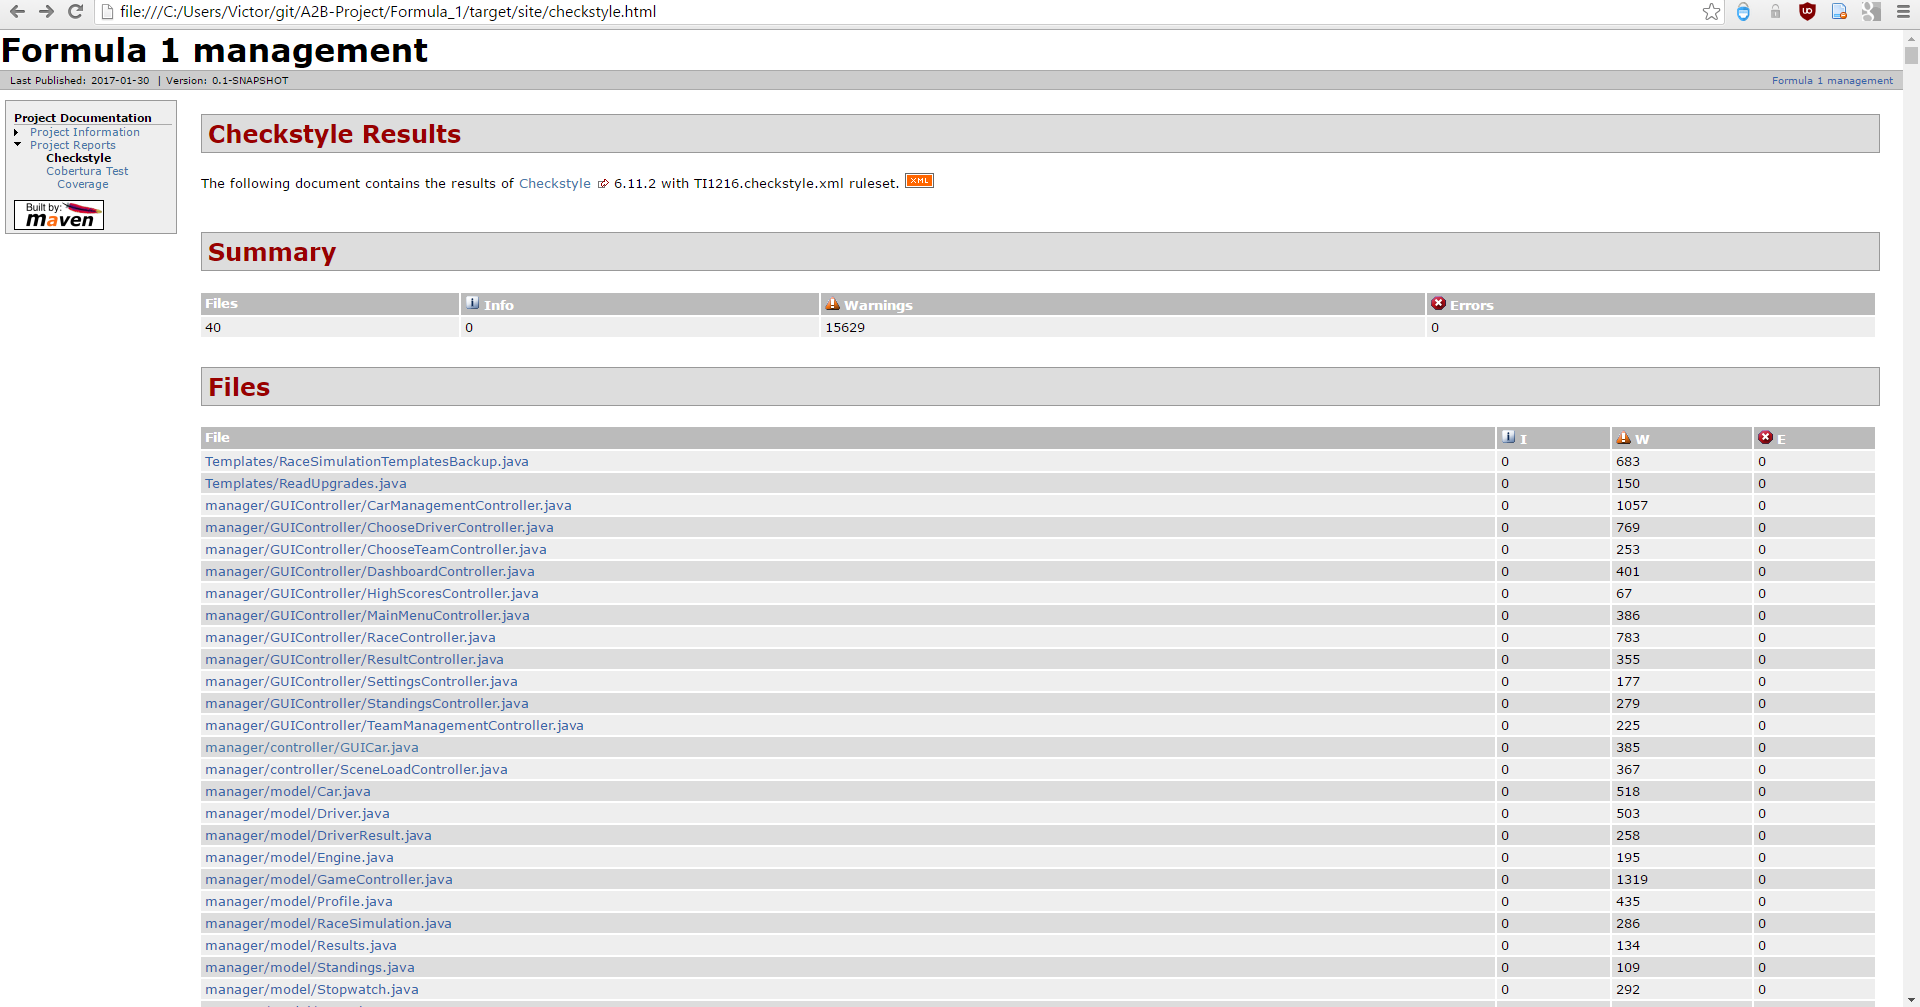 file:///C:/Users/Victor/git/A2B-Project/Formula_1/target/site/checkstyle.html
Formula 1 management
Last Published: 2017-01-30 | Version: 0.1-SNAPSHOT Formula 1 management
Project Documentation
Project Information
Project Reports
Checkstyle
Cobertura Test
Coverage
Built by:
maven
Checkstyle Results
The following document contains the results of Checkstyle 6.11.2 with TI1216.checkstyle.xml ruleset. XML
Summary
Files Info Warnings Errors
40 0 15629 0
Files
File I W E
Templates/RaceSimulationTemplatesBackup.java 0 683 0
Templates/ReadUpgrades.java 0 150 0
manager/GUIController/CarManagementController.java 0 1057 0
manager/GUIController/ChooseDriverController.java 0 769 0
manager/GUIController/ChooseTeamController.java 0 253 0
manager/GUIController/DashboardController.java 0 401 0
manager/GUIController/HighScoresController.java 0 67 0
manager/GUIController/MainMenuController.java 0 386 0
manager/GUIController/RaceController.java 0 783 0
manager/GUIController/ResultController.java 0 355 0
manager/GUIController/SettingsController.java 0 177 0
manager/GUIController/StandingsController.java 0 279 0
manager/GUIController/TeamManagementController.java 0 225 0
manager/controller/GUICar.java 0 385 0
manager/controller/SceneLoadController.java 0 367 0
manager/model/Car.java 0 518 0
manager/model/Driver.java 0 503 0
manager/model/DriverResult.java 0 258 0
manager/model/Engine.java 0 195 0
manager/model/GameController.java 0 1319 0
manager/model/Profile.java 0 435 0
manager/model/RaceSimulation.java 0 286 0
manager/model/Results.java 0 134 0
manager/model/Standings.java 0 109 0
manager/model/Stopwatch.java 0 292 0